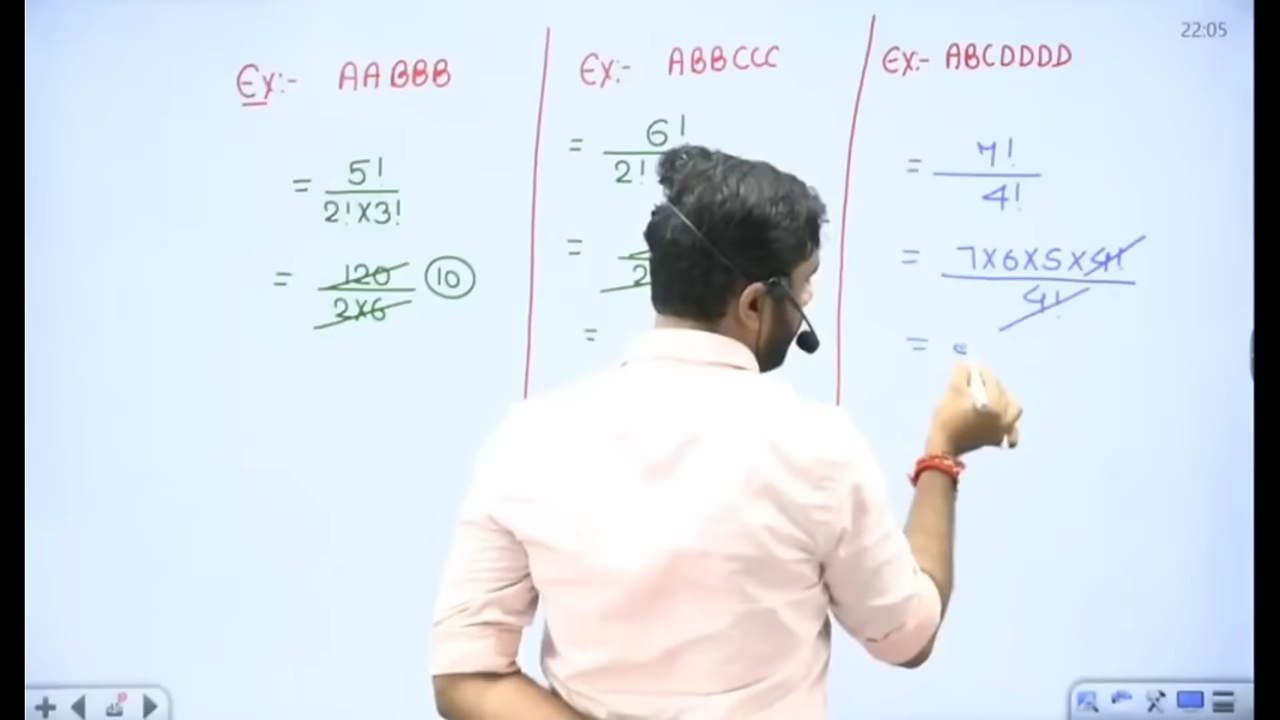 22:05
Ex:- AABBB
= 5!
2!X3!
= 120
2X6
10
Ex:- ABBCCC
= 6!
2!
=
2
=
Ex:- ABCDDDD
= 7!
4!
= 7X6X5X4!
4!
=